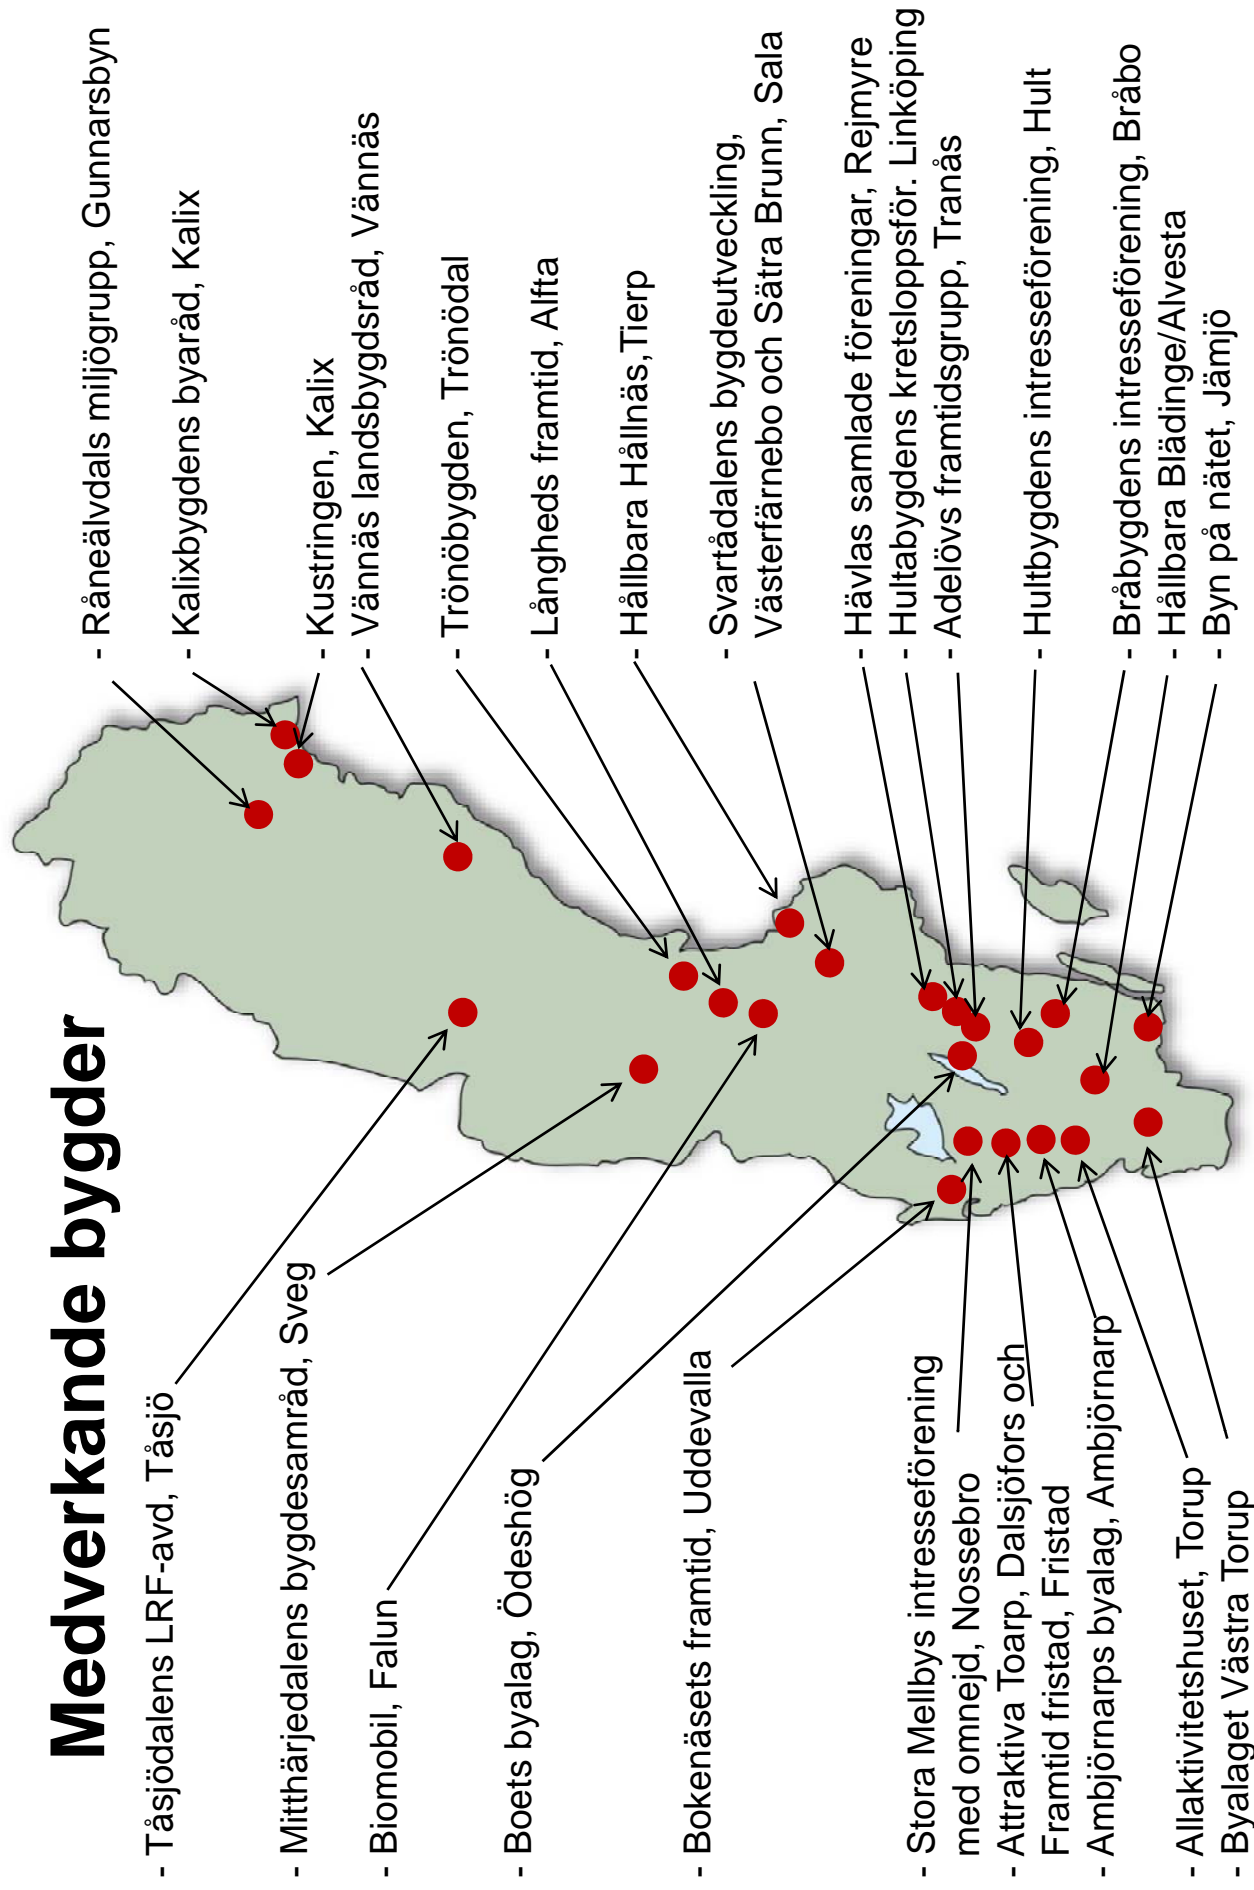 Medverkande bygder
- Tåsjödalens LRF-avd, Tåsjö
- Mitthärjedalens bygdesamråd, Sveg
- Biomobil, Falun
- Boets byalag, Ödeshög
- Bokenäsets framtid, Uddevalla
- Stora Mellbys intresseförening
med omnejd, Nossebro
- Attraktiva Toarp, Dalsjöfors och
Framtid fristad, Fristad
- Ambjörnarps byalag, Ambjörnarp
- Allaktivitetshuset, Torup
- Byalaget Västra Torup
- Råneälvdals miljögrupp, Gunnarsbyn
- Kalixbygdens byaråd, Kalix
- Kustringen, Kalix
- Vännäs landsbygdsråd, Vännäs
- Trönöbygden, Trönödal
- Långheds framtid, Alfta
- Hållbara Hållnäs,Tierp
- Svartådalens bygdeutveckling,
Västerfärnebo och Sätra Brunn, Sala
- Hävlas samlade föreningar, Rejmyre
- Hultabygdens kretsloppsför. Linköping
- Adelövs framtidsgrupp, Tranås
- Hultbygdens intresseförening, Hult
- Bråbygdens intresseförening, Bråbo
- Hållbara Blädinge/Alvesta
- Byn på nätet, Jämjö